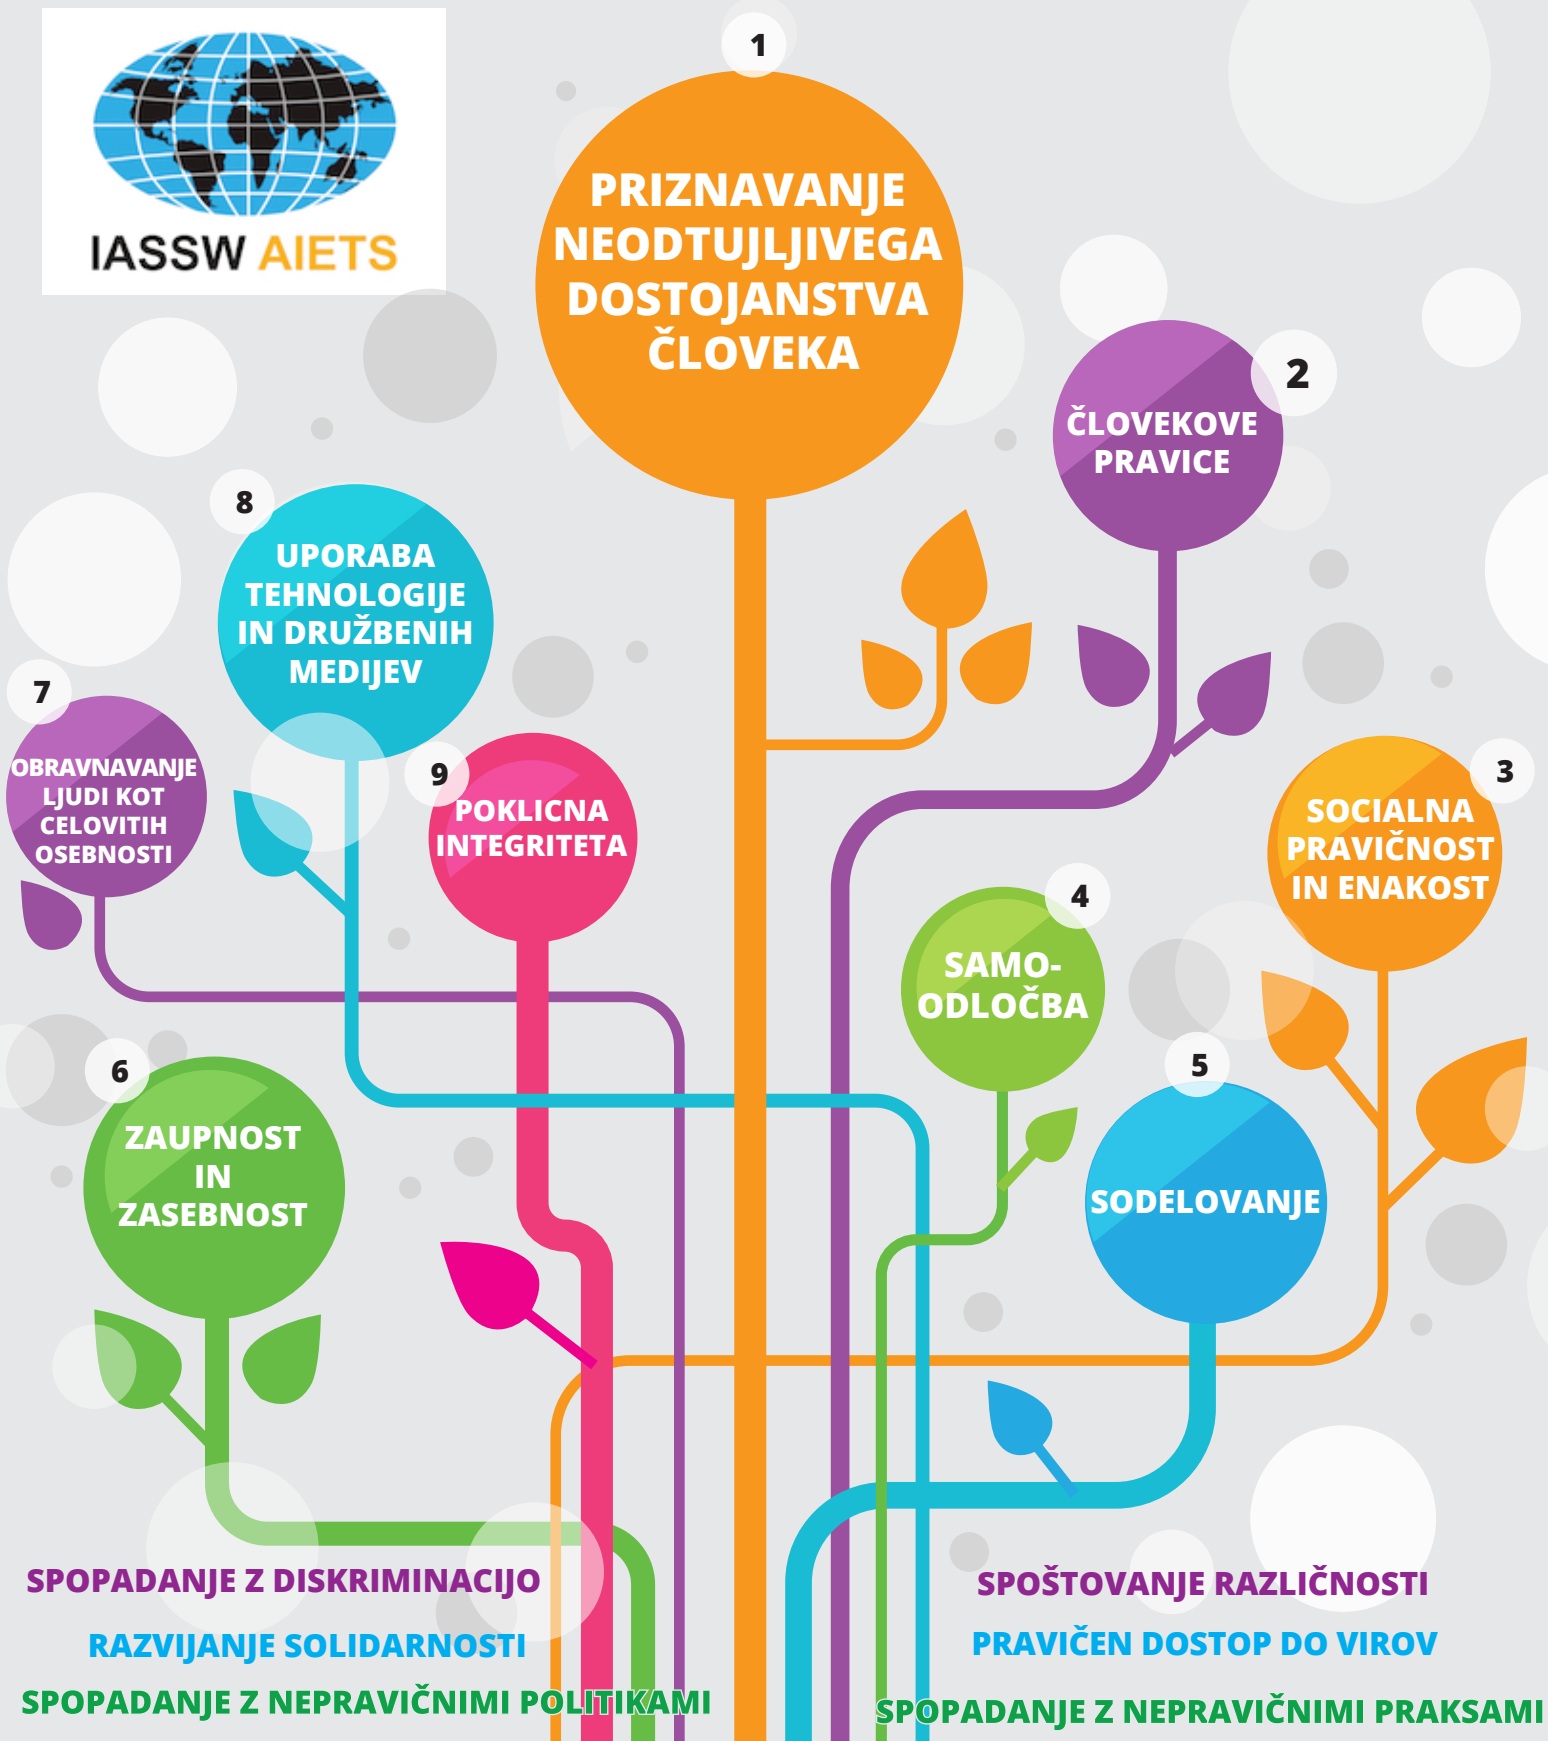 IASSW AIETS
1
PRIZNAVANJE
NEODTUJLJIVEGA
DOSTOJANSTVA
ČLOVEKA
2
ČLOVEKOVE
PRAVICE
3
SOCIALNA
PRAVIČNOST
IN ENAKOST
4
SAMO-
ODLOČBA
5
SODELOVANJE
6
ZAUPNOST
IN
ZASEBNOST
7
OBRAVNAVANJE
LJUDI KOT
CELOVITIH
OSEBNOSTI
8
UPORABA
TEHNOLOGIJE
IN DRUŽBENIH
MEDIJEV
9
POKLICNA
INTEGRITETA
SPOPADANJE Z DISKRIMINACIJO
RAZVIJANJE SOLIDARNOSTI
SPOPADANJE Z NEPRAVIČNIMI POLITIKAMI
SPOŠTOVANJE RAZLIČNOSTI
PRAVIČEN DOSTOP DO VIROV
SPOPADANJE Z NEPRAVIČNIMI PRAKSAMI